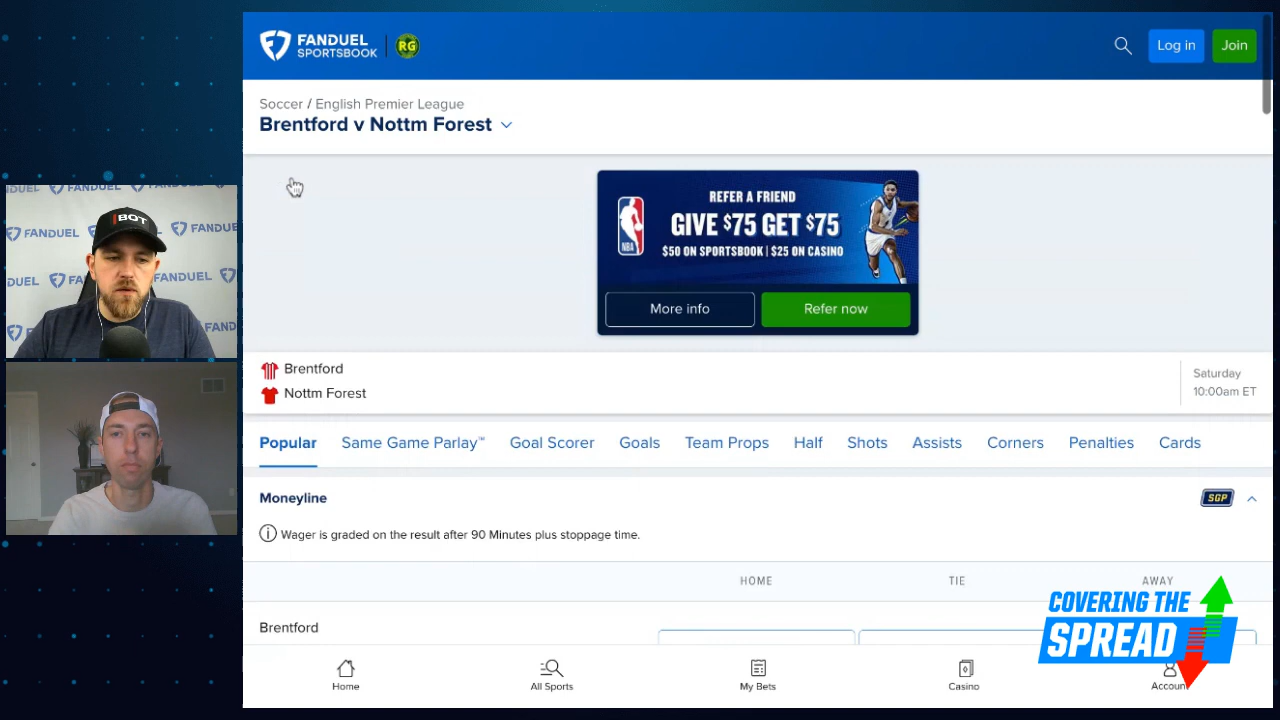 FANDUEL
SPORTSBOOK
RG
Log in
Join
Soccer / English Premier League
Brentford v Nottm Forest
REFER A FRIEND
GIVE $75 GET $75
$50 ON SPORTSBOOK | $25 ON CASINO
NBA
More info
Refer now
Brentford
Nottm Forest
Saturday
10:00am ET
Popular
Same Game Parlay™
Goal Scorer
Goals
Team Props
Half
Shots
Assists
Corners
Penalties
Cards
Moneyline
SGP
Wager is graded on the result after 90 Minutes plus stoppage time.
HOME
TIE
AWAY
Brentford
COVERING THE
SPREAD
Home
All Sports
My Bets
Casino
Account
FANDUEL
FANDUEL
FANDUEL